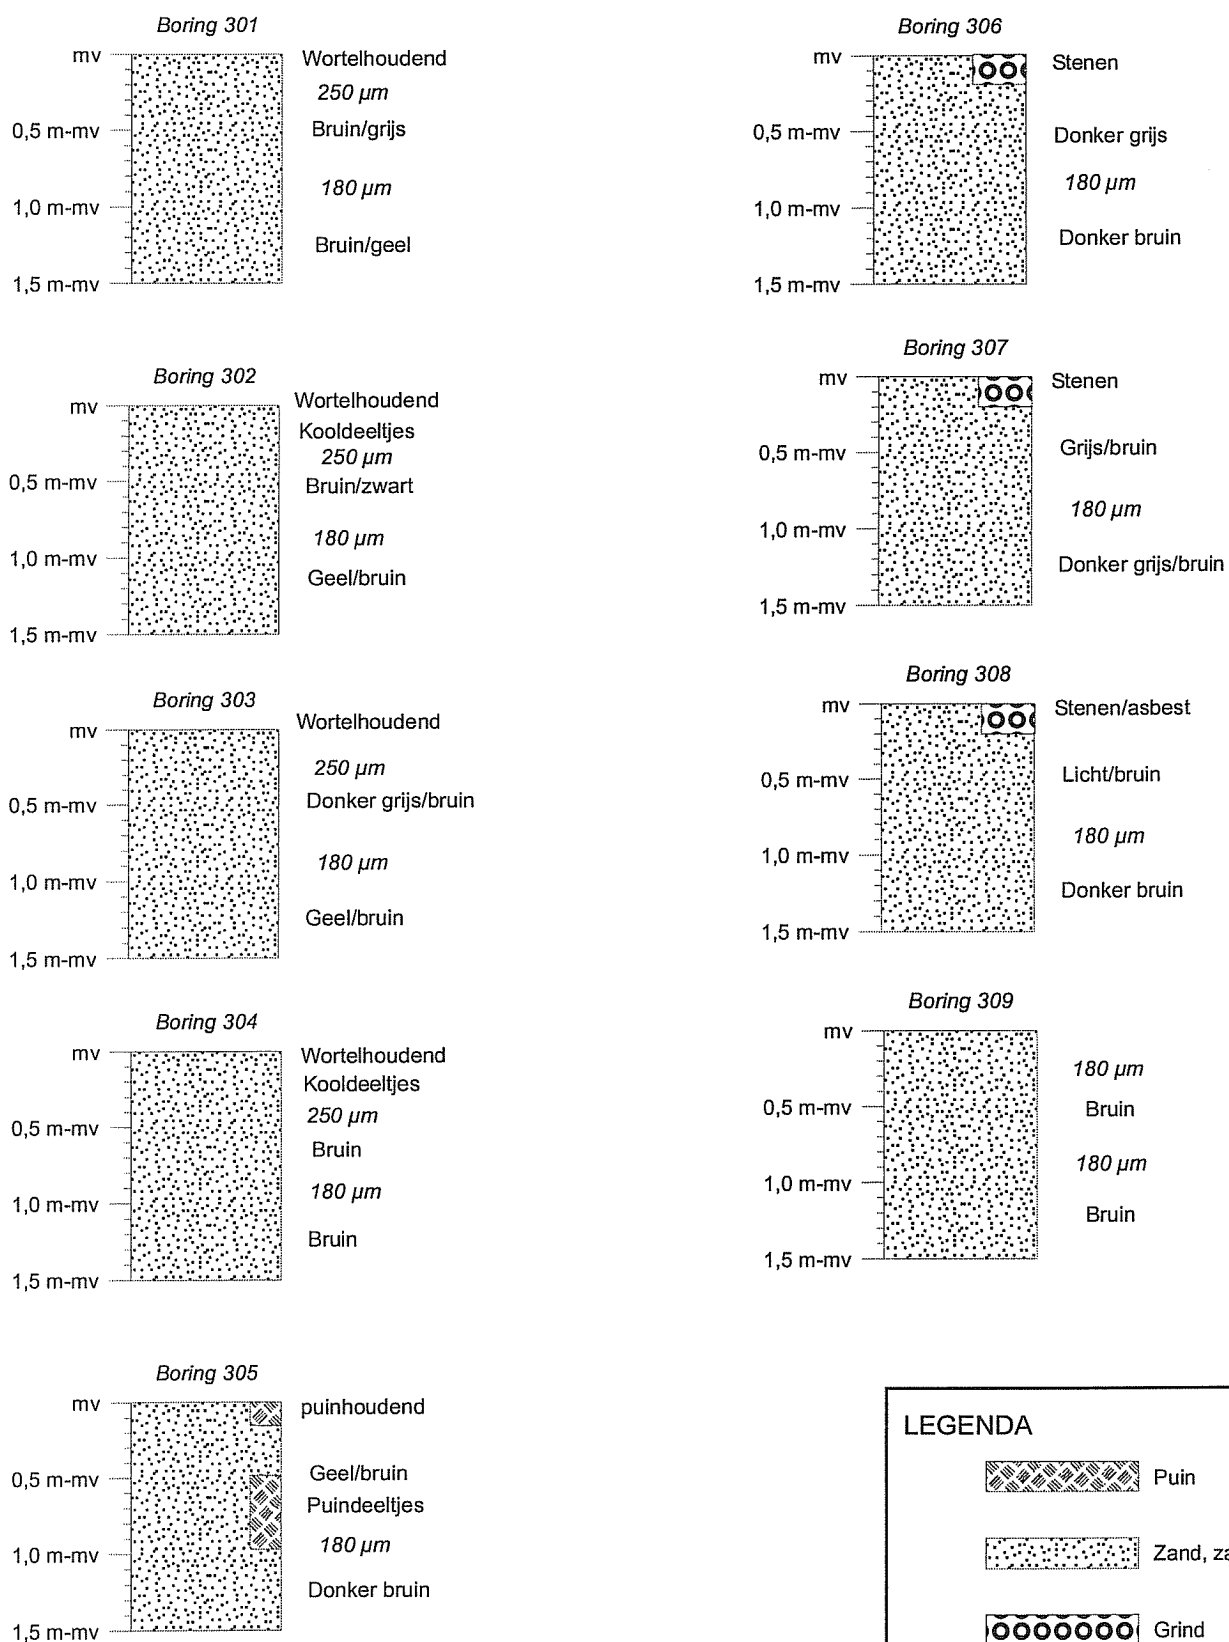 Boring 301
mv
Wortelhoudend
250 µm
0,5 m-mv
Bruin/grijs
180 µm
1,0 m-mv
Bruin/geel
1,5 m-mv
Boring 302
mv
Wortelhoudend
Kooldeeltjes
250 µm
0,5 m-mv
Bruin/zwart
180 µm
1,0 m-mv
Geel/bruin
1,5 m-mv
Boring 303
mv
Wortelhoudend
250 µm
0,5 m-mv
Donker grijs/bruin
180 µm
1,0 m-mv
Geel/bruin
1,5 m-mv
Boring 304
mv
Wortelhoudend
Kooldeeltjes
250 µm
0,5 m-mv
Bruin
180 µm
1,0 m-mv
Bruin
1,5 m-mv
Boring 305
mv
puinhoudend
0,5 m-mv
Geel/bruin
Puindeeltjes
180 µm
1,0 m-mv
Donker bruin
1,5 m-mv
Boring 306
mv
Stenen
0,5 m-mv
Donker grijs
180 µm
1,0 m-mv
Donker bruin
1,5 m-mv
Boring 307
mv
Stenen
0,5 m-mv
Grijs/bruin
180 µm
1,0 m-mv
Donker grijs/bruin
1,5 m-mv
Boring 308
mv
Stenen/asbest
0,5 m-mv
Licht/bruin
180 µm
1,0 m-mv
Donker bruin
1,5 m-mv
Boring 309
mv
180 µm
0,5 m-mv
Bruin
180 µm
1,0 m-mv
Bruin
1,5 m-mv
LEGENDA
Puin
Zand,
Grind